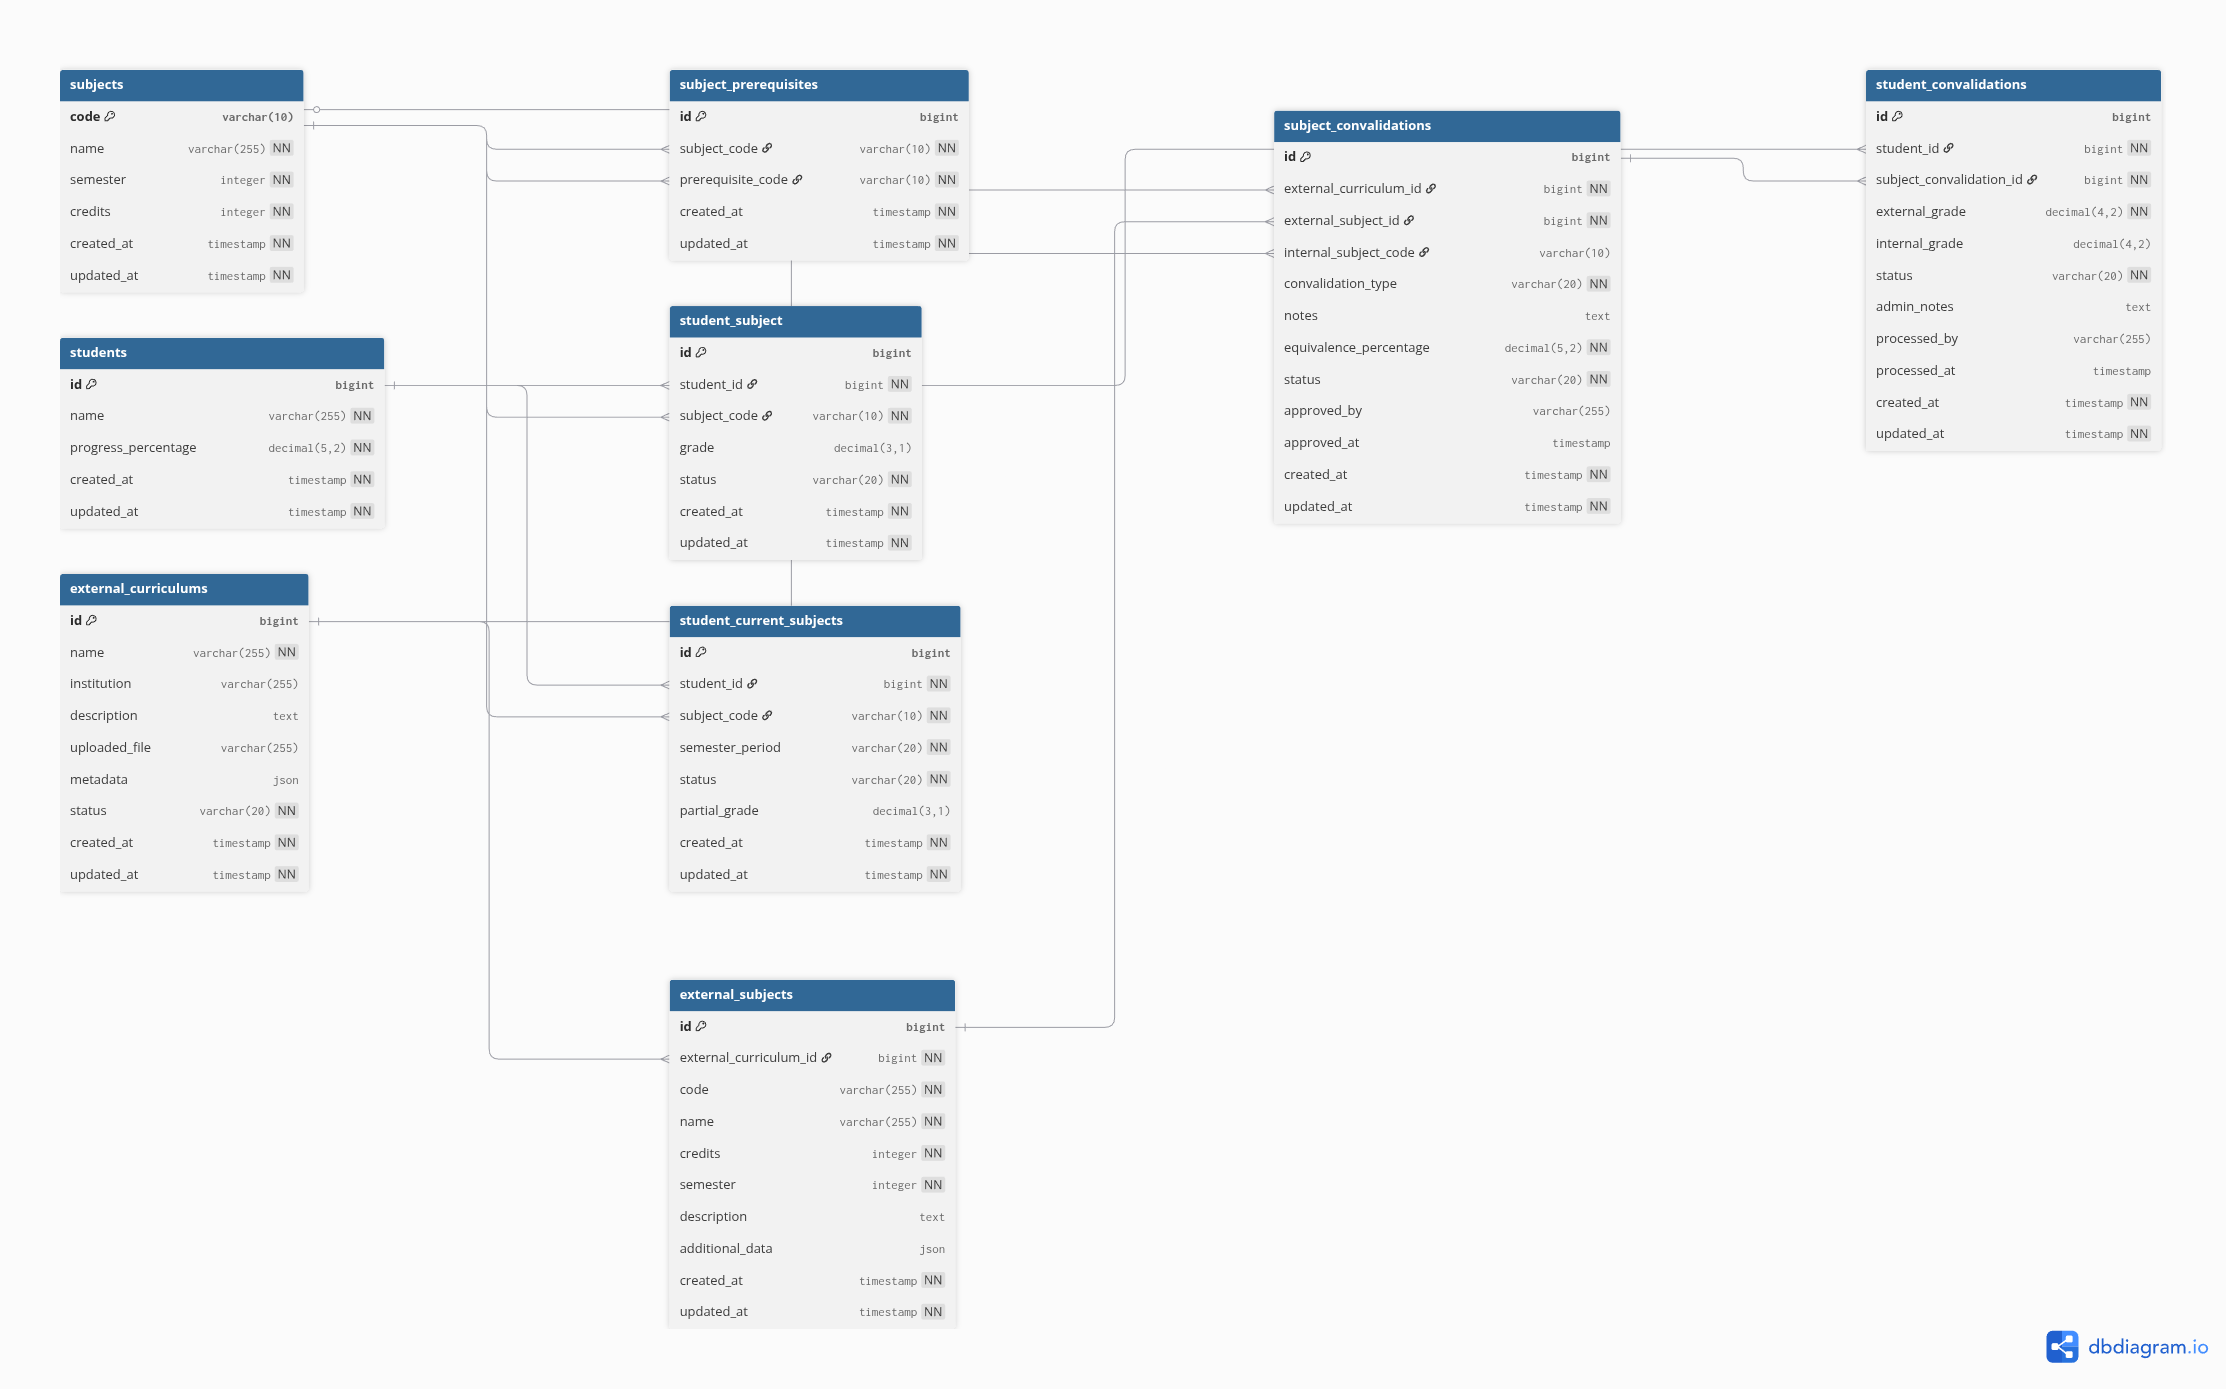 subjects
code varchar(10)
name varchar(255) NN
semester integer NN
credits integer NN
created_at timestamp NN
updated_at timestamp NN
students
id bigint
name varchar(255) NN
progress_percentage decimal(5,2) NN
created_at timestamp NN
updated_at timestamp NN
external_curriculums
id bigint
name varchar(255) NN
institution varchar(255)
description text
uploaded_file varchar(255)
metadata json
status varchar(20) NN
created_at timestamp NN
updated_at timestamp NN
subject_prerequisites
id bigint
subject_code varchar(10) NN
prerequisite_code varchar(10) NN
created_at timestamp NN
updated_at timestamp NN
student_subject
id bigint
student_id bigint NN
subject_code varchar(10) NN
grade decimal(3,1)
status varchar(20) NN
created_at timestamp NN
updated_at timestamp NN
student_current_subjects
id bigint
student_id bigint NN
subject_code varchar(10) NN
semester_period varchar(20) NN
status varchar(20) NN
partial_grade decimal(3,1)
created_at timestamp NN
updated_at timestamp NN
external_subjects
id bigint
external_curriculum_id bigint NN
code varchar(255) NN
name varchar(255) NN
credits integer NN
semester integer NN
description text
additional_data json
created_at timestamp NN
updated_at timestamp NN
subject_convalidations
id bigint
external_curriculum_id bigint NN
external_subject_id bigint NN
internal_subject_code varchar(10)
convalidation_type varchar(20) NN
notes text
equivalence_percentage decimal(5,2) NN
status varchar(20) NN
approved_by varchar(255)
approved_at timestamp
created_at timestamp NN
updated_at timestamp NN
student_convalidations
id bigint
student_id bigint NN
subject_convalidation_id bigint NN
external_grade decimal(4,2) NN
internal_grade decimal(4,2)
status varchar(20) NN
admin_notes text
processed_by varchar(255)
processed_at timestamp
created_at timestamp NN
updated_at timestamp NN
dbdiagram.io